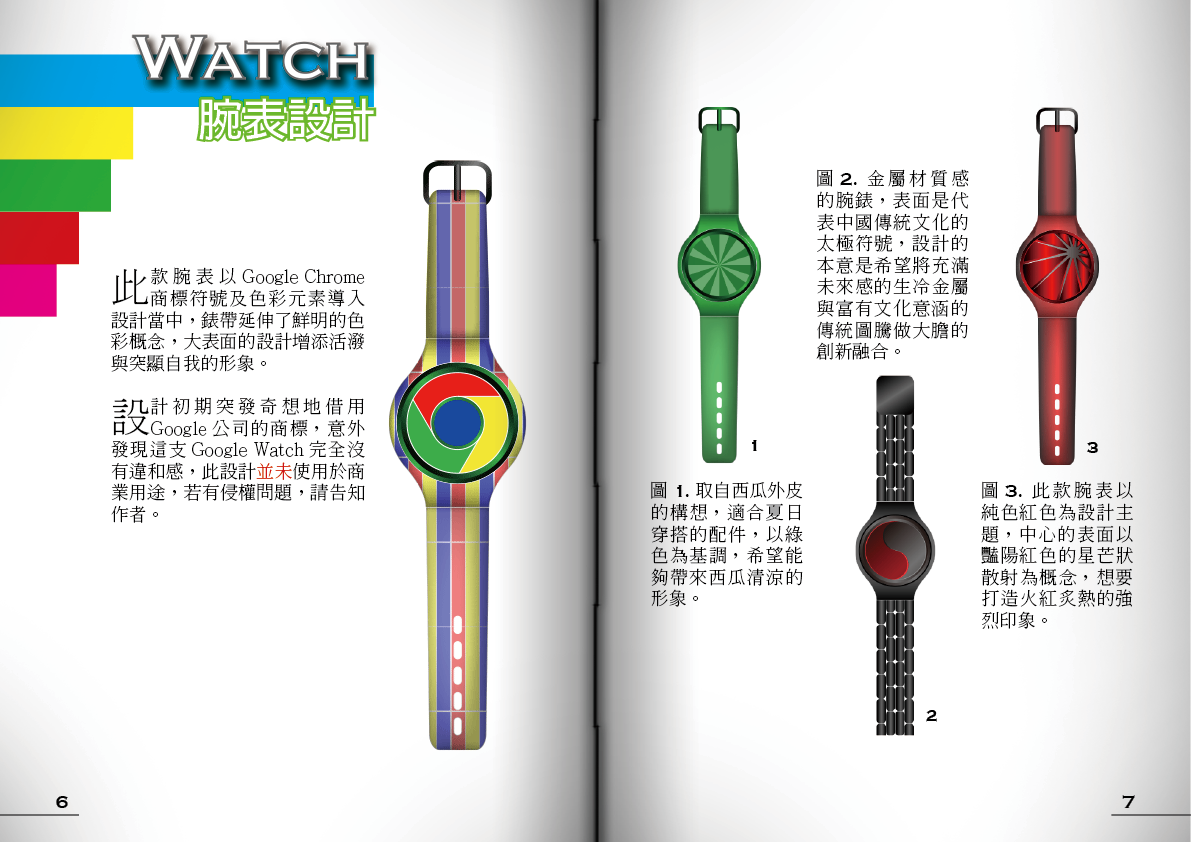 WATCH
腕表設計
此款腕表以 Google Chrome
商標符號及色彩元素導入
設計當中，錶帶延伸了鮮明的色
彩概念，大表面的設計增添活潑
與突顯自我的形象。
設計初期突發奇想地借用
Google 公司的商標，意外
發現這支 Google Watch 完全沒
有違和感，此設計並未使用於商
業用途，若有侵權問題，請告知
作者。
6
1
圖 1. 取自西瓜外皮
的構想，適合夏日
穿搭的配件，以綠
色為基調，希望能
夠帶來西瓜清涼的
形象。
圖 2. 金屬材質感
的腕錶，表面是代
表中國傳統文化的
太極符號，設計的
本意是希望將充滿
未來感的生冷金屬
與富有文化意涵的
傳統圖騰做大膽的
創新融合。
2
3
圖 3. 此款腕表以
純色紅色為設計主
題，中心的表面以
豔陽紅色的星芒狀
散射為概念，想要
打造火紅炙熱的強
烈印象。
7